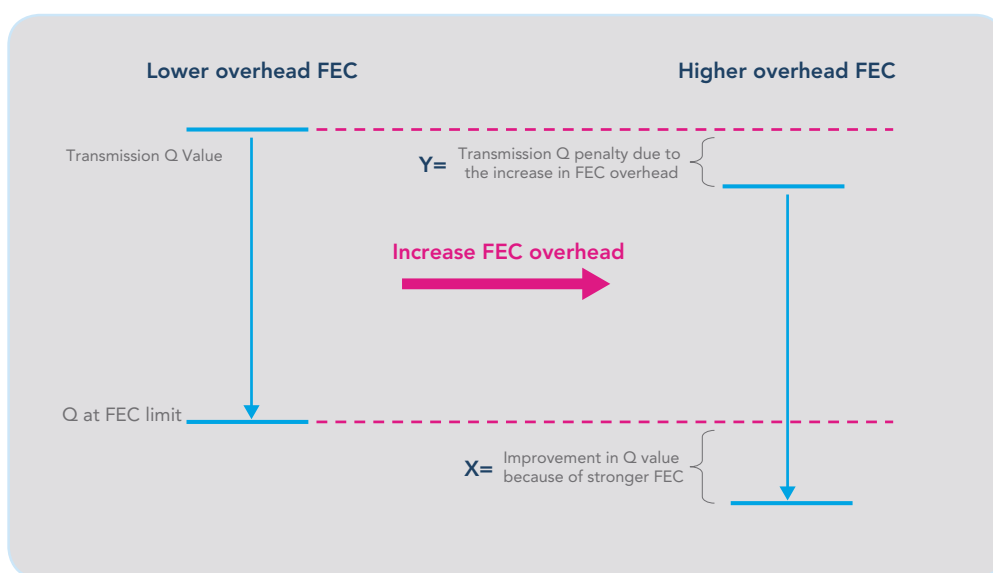 Lower overhead FEC
Higher overhead FEC
Transmission Q Value
Y= Transmission Q penalty due to
the increase in FEC overhead
Increase FEC overhead
Q at FEC limit
X= Improvement in Q value
because of stronger FEC